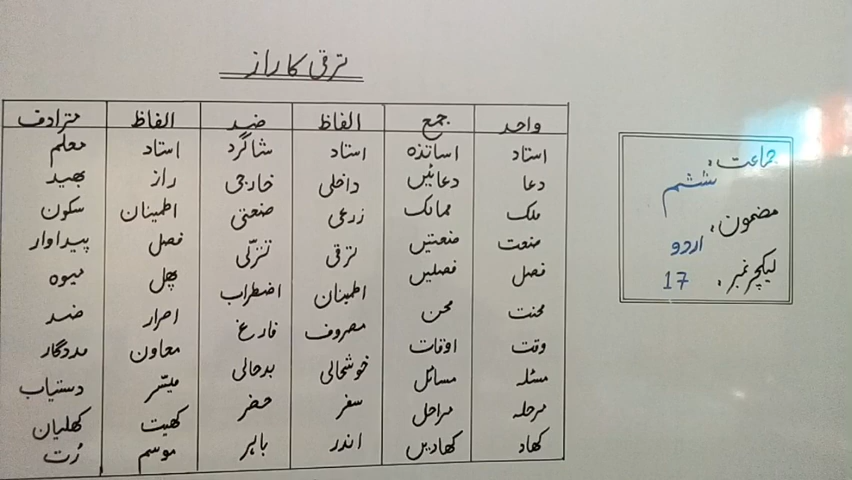 ترقی کا راز
واحد جمع الفاظ ضد الفاظ مترادف
استاد اساتذہ استاد شاگرد استاد معلم
دعا دعائیں داخلی خارجی راز بھید
ملک ممالک زرعی صنعتی اطمینان سکون
صنعت صنعتیں ترقی تنزلی فصل پیداوار
فصل فصلیں اطمینان اضطراب پھل میوہ
محنت محن مصروف فارغ اصرار ضد
وقت اوقات خوشحالی بدحالی معاون مددگار
مسئلہ مسائل سفر حضر میسّر دستیاب
مرحلہ مراحل اندر باہر کھیت کھلیان
کھاد کھادیں موسم رُت
جماعت:
ششم
مضمون:
اردو
لیکچر نمبر: 17